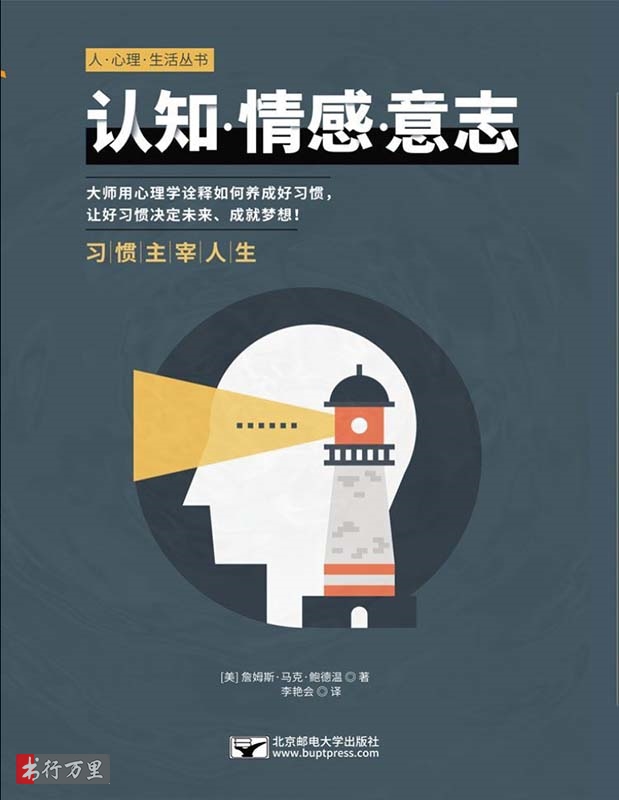 人·心理·生活丛书
认知·情感·意志
大师用心理学诠释如何养成好习惯，
让好习惯决定未来、成就梦想！
习|惯|主|宰|人|生
[美] 詹姆斯·马克·鲍德温 ◎ 著
李艳会 ◎ 译
北京邮电大学出版社
www.buptpress.com
书行万里